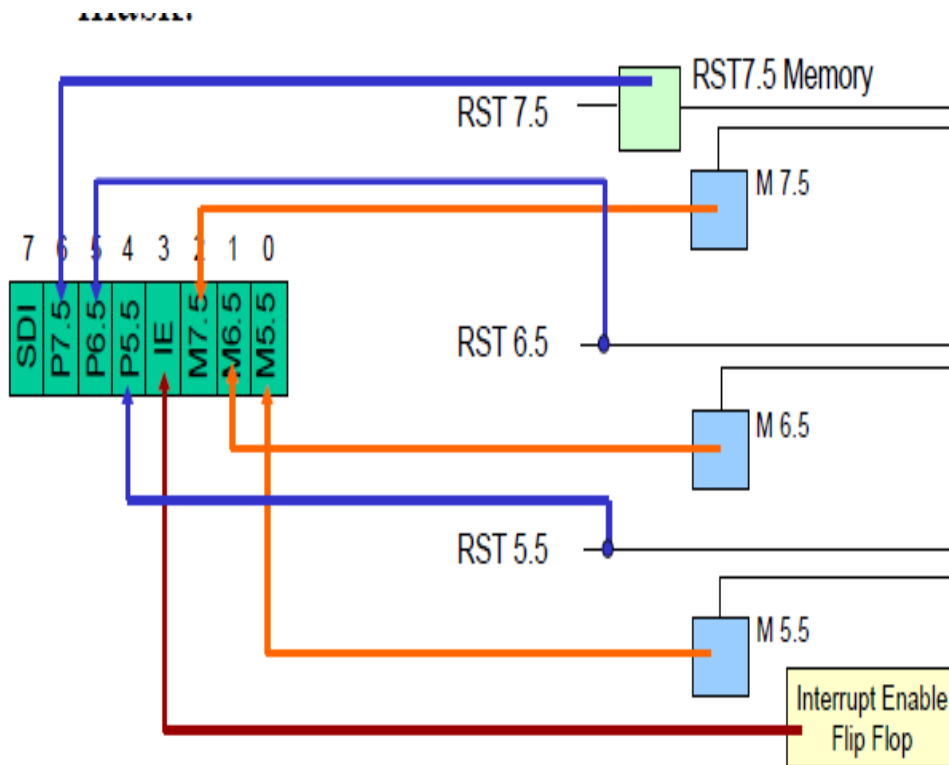 RST7.5 Memory
RST 7.5
M 7.5
7 6 5 4 3 2 1 0
SDI P7.5 P6.5 P5.5 IE M7.5 M6.5 M5.5
RST 6.5
M 6.5
RST 5.5
M 5.5
Interrupt Enable
Flip Flop